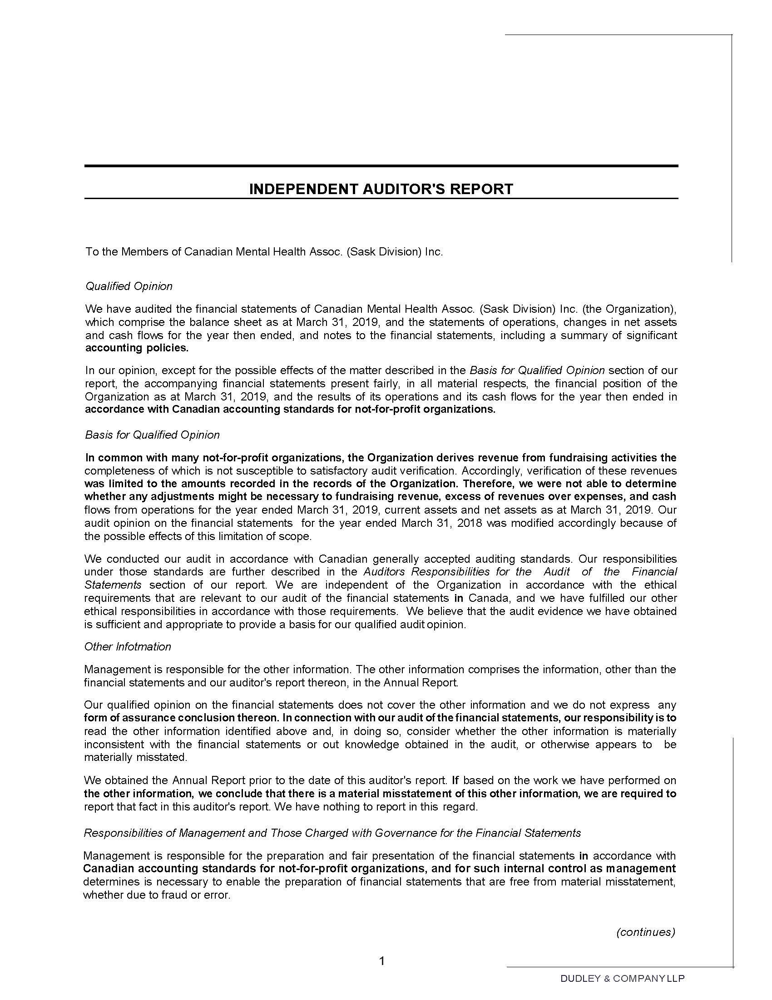 INDEPENDENT AUDITOR'S REPORT
To the Members of Canadian Mental Health Assoc. (Sask Division) Inc.
Qualified Opinion
We have audited the financial statements of Canadian Mental Health Assoc. (Sask Division) Inc. (the Organization),
which comprise the balance sheet as at March 31, 2019, and the statements of operations, changes in net assets
and cash flows for the year then ended, and notes to the financial statements, including a summary of significant
accounting policies.
In our opinion, except for the possible effects of the matter described in the Basis for Qualified Opinion section of our
report, the accompanying financial statements present fairly, in all material respects, the financial position of the
Organization as at March 31, 2019, and the results of its operations and its cash flows for the year then ended in
accordance with Canadian accounting standards for not-for-profit organizations.
Basis for Qualified Opinion
In common with many not-for-profit organizations, the Organization derives revenue from fundraising activities the
completeness of which is not susceptible to satisfactory audit verification. Accordingly, verification of these revenues
was limited to the amounts recorded in the records of the Organization. Therefore, we were not able to determine
whether any adjustments might be necessary to fundraising revenue, excess of revenues over expenses, and cash
flows from operations for the year ended March 31, 2019, current assets and net assets as at March 31, 2019. Our
audit opinion on the financial statements for the year ended March 31, 2018 was modified accordingly because of
the possible effects of this limitation of scope.
We conducted our audit in accordance with Canadian generally accepted auditing standards. Our responsibilities
under those standards are further described in the Auditors Responsibilities for the Audit of the Financial
Statements section of our report. We are independent of the Organization in accordance with the ethical
requirements that are relevant to our audit of the financial statements in Canada, and we have fulfilled our other
ethical responsibilities in accordance with those requirements. We believe that the audit evidence we have obtained
is sufficient and appropriate to provide a basis for our qualified audit opinion.
Other Infotmation
Management is responsible for the other information. The other information comprises the information, other than the
financial statements and our auditor's report thereon, in the Annual Report.
Our qualified opinion on the financial statements does not cover the other information and we do not express any
form of assurance conclusion thereon. In connection with our audit of the financial statements, our responsibility is to
read the other information identified above and, in doing so, consider whether the other information is materially
inconsistent with the financial statements or out knowledge obtained in the audit, or otherwise appears to be
materially misstated.
We obtained the Annual Report prior to the date of this auditor's report. If based on the work we have performed on
the other information, we conclude that there is a material misstatement of this other information, we are required to
report that fact in this auditor's report. We have nothing to report in this regard.
Responsibilities of Management and Those Charged with Governance for the Financial Statements
Management is responsible for the preparation and fair presentation of the financial statements in accordance with
Canadian accounting standards for not-for-profit organizations, and for such internal control as management
determines is necessary to enable the preparation of financial statements that are free from material misstatement,
whether due to fraud or error.
(continues)
1
DUDLEY & COMPANY LLP